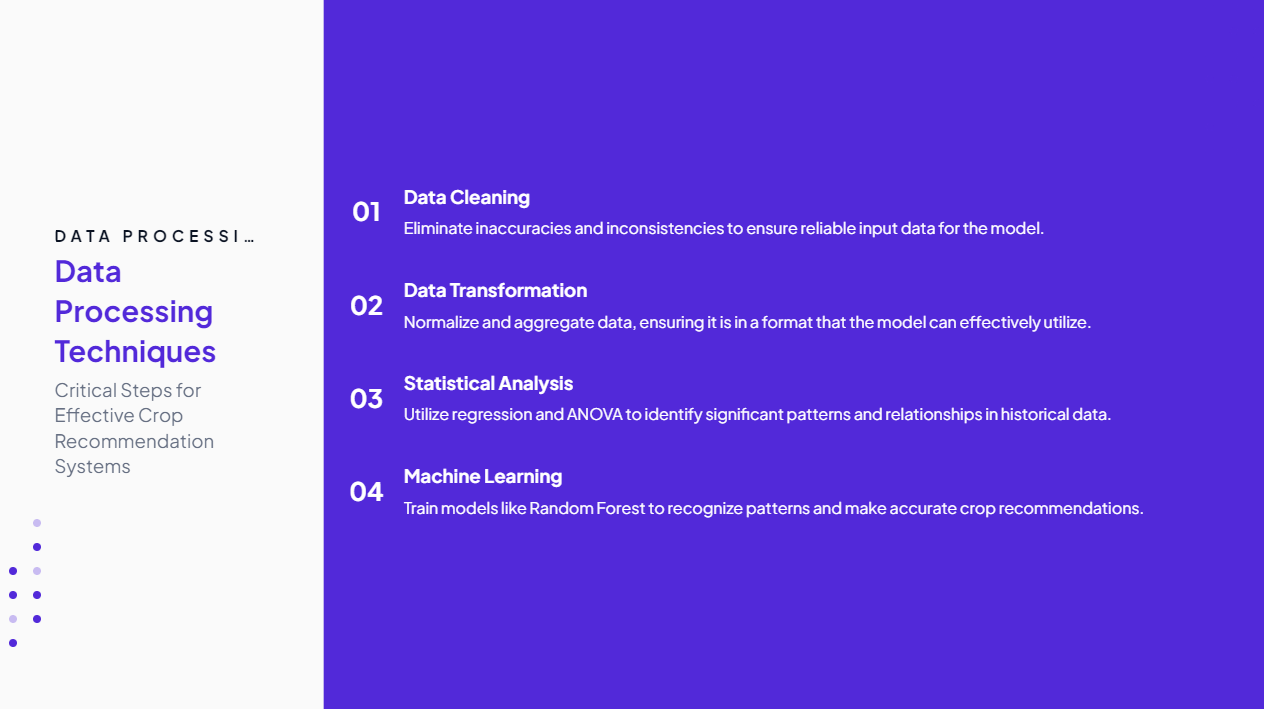 DATA PROCESSI…
Data
Processing
Techniques
Critical Steps for
Effective Crop
Recommendation
Systems
01
Data Cleaning
Eliminate inaccuracies and inconsistencies to ensure reliable input data for the model.
02
Data Transformation
Normalize and aggregate data, ensuring it is in a format that the model can effectively utilize.
03
Statistical Analysis
Utilize regression and ANOVA to identify significant patterns and relationships in historical data.
04
Machine Learning
Train models like Random Forest to recognize patterns and make accurate crop recommendations.